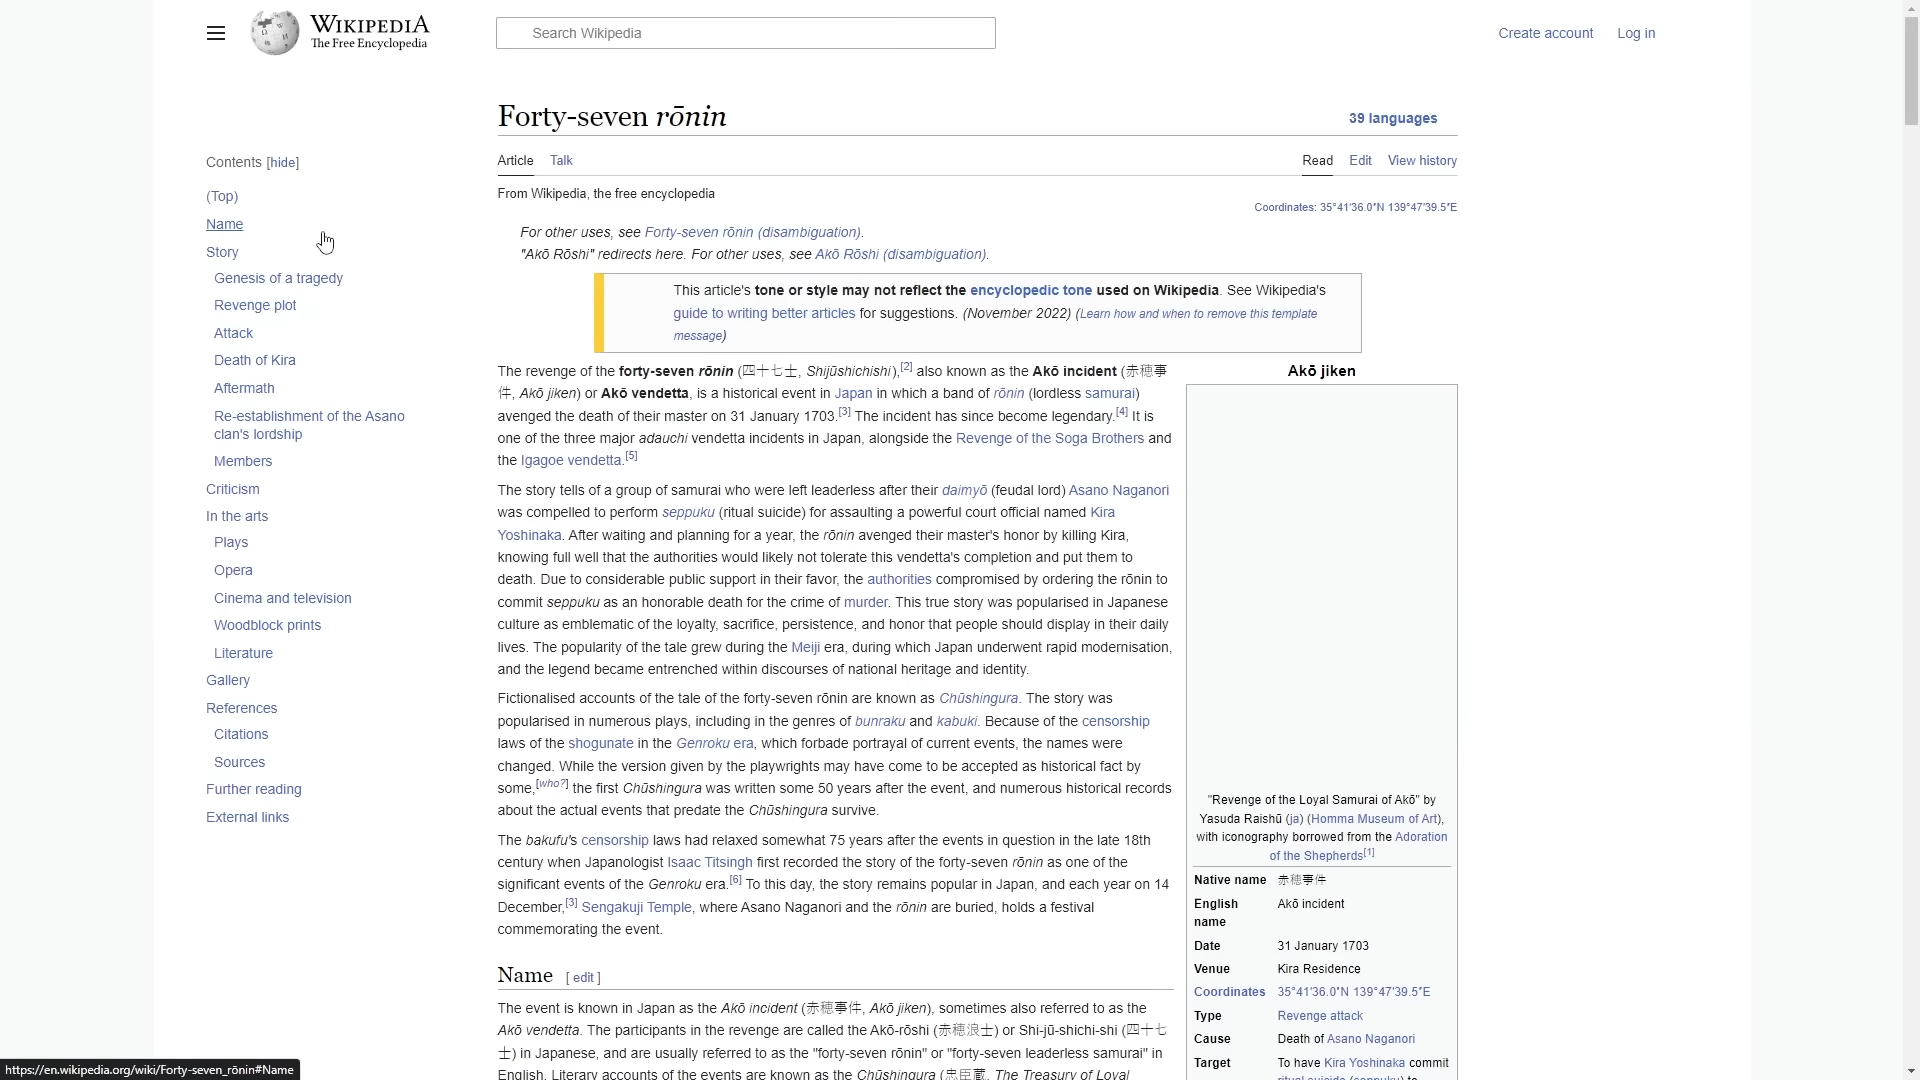 WIKIPEDIA
The Free Encyclopedia
Search Wikipedia
Create account Log in
Forty-seven rōnin
39 languages
Contents [hide]
(Top)
Name
Story
Genesis of a tragedy
Revenge plot
Attack
Death of Kira
Aftermath
Re-establishment of the Asano
clan's lordship
Members
Criticism
In the arts
Plays
Opera
Cinema and television
Woodblock prints
Literature
Gallery
References
Citations
Sources
Further reading
External links
Article Talk
Read Edit View history
From Wikipedia, the free encyclopedia
Coordinates: 35°41′36.0″N 139°47′39.5″E
For other uses, see Forty-seven rōnin (disambiguation).
"Akō Rōshi" redirects here. For other uses, see Akō Rōshi (disambiguation).
This article's tone or style may not reflect the encyclopedic tone used on Wikipedia. See Wikipedia's
guide to writing better articles for suggestions. (November 2022) (Learn how and when to remove this template
message)
The revenge of the forty-seven rōnin (四十七士, Shijūshichishi),[2] also known as the Akō incident (赤穂事
件, Akō jiken) or Akō vendetta, is a historical event in Japan in which a band of rōnin (lordless samurai)
avenged the death of their master on 31 January 1703.[3] The incident has since become legendary.[4] It is
one of the three major adauchi vendetta incidents in Japan, alongside the Revenge of the Soga Brothers and
the Igagoe vendetta.[5]
The story tells of a group of samurai who were left leaderless after their daimyō (feudal lord) Asano Naganori
was compelled to perform seppuku (ritual suicide) for assaulting a powerful court official named Kira
Yoshinaka. After waiting and planning for a year, the rōnin avenged their master's honor by killing Kira,
knowing full well that the authorities would likely not tolerate this vendetta's completion and put them to
death. Due to considerable public support in their favor, the authorities compromised by ordering the rōnin to
commit seppuku as an honorable death for the crime of murder. This true story was popularised in Japanese
culture as emblematic of the loyalty, sacrifice, persistence, and honor that people should display in their daily
lives. The popularity of the tale grew during the Meiji era, during which Japan underwent rapid modernisation,
and the legend became entrenched within discourses of national heritage and identity.
Fictionalised accounts of the tale of the forty-seven rōnin are known as Chūshingura. The story was
popularised in numerous plays, including in the genres of bunraku and kabuki. Because of the censorship
laws of the shogunate in the Genroku era, which forbade portrayal of current events, the names were
changed. While the version given by the playwrights may have come to be accepted as historical fact by
some,[who?] the first Chūshingura was written some 50 years after the event, and numerous historical records
about the actual events that predate the Chūshingura survive.
The bakufu's censorship laws had relaxed somewhat 75 years after the events in question in the late 18th
century when Japanologist Isaac Titsingh first recorded the story of the forty-seven rōnin as one of the
significant events of the Genroku era.[6] To this day, the story remains popular in Japan, and each year on 14
December,[3] Sengakuji Temple, where Asano Naganori and the rōnin are buried, holds a festival
commemorating the event.
Name [ edit ]
The event is known in Japan as the Akō incident (赤穂事件, Akō jiken), sometimes also referred to as the
Akō vendetta. The participants in the revenge are called the Akō-rōshi (赤穂浪士) or Shi-jū-shichi-shi (四十七
士) in Japanese, and are usually referred to as the "forty-seven rōnin" or "forty-seven leaderless samurai" in
English. Literary accounts of the events are known as the Chūshingura (忠臣蔵, The Treasury of Loyal
Akō jiken
"Revenge of the Loyal Samurai of Akō" by
Yasuda Raishū (ja) (Homma Museum of Art),
with iconography borrowed from the Adoration
of the Shepherds[1]
Native name 赤穂事件
English Akō incident
name
Date 31 January 1703
Venue Kira Residence
Coordinates 35°41′36.0″N 139°47′39.5″E
Type Revenge attack
Cause Death of Asano Naganori
Target To have Kira Yoshinaka commit
ritual suicide (seppuku) to
https://en.wikipedia.org/wiki/Forty-seven_rōnin#Name